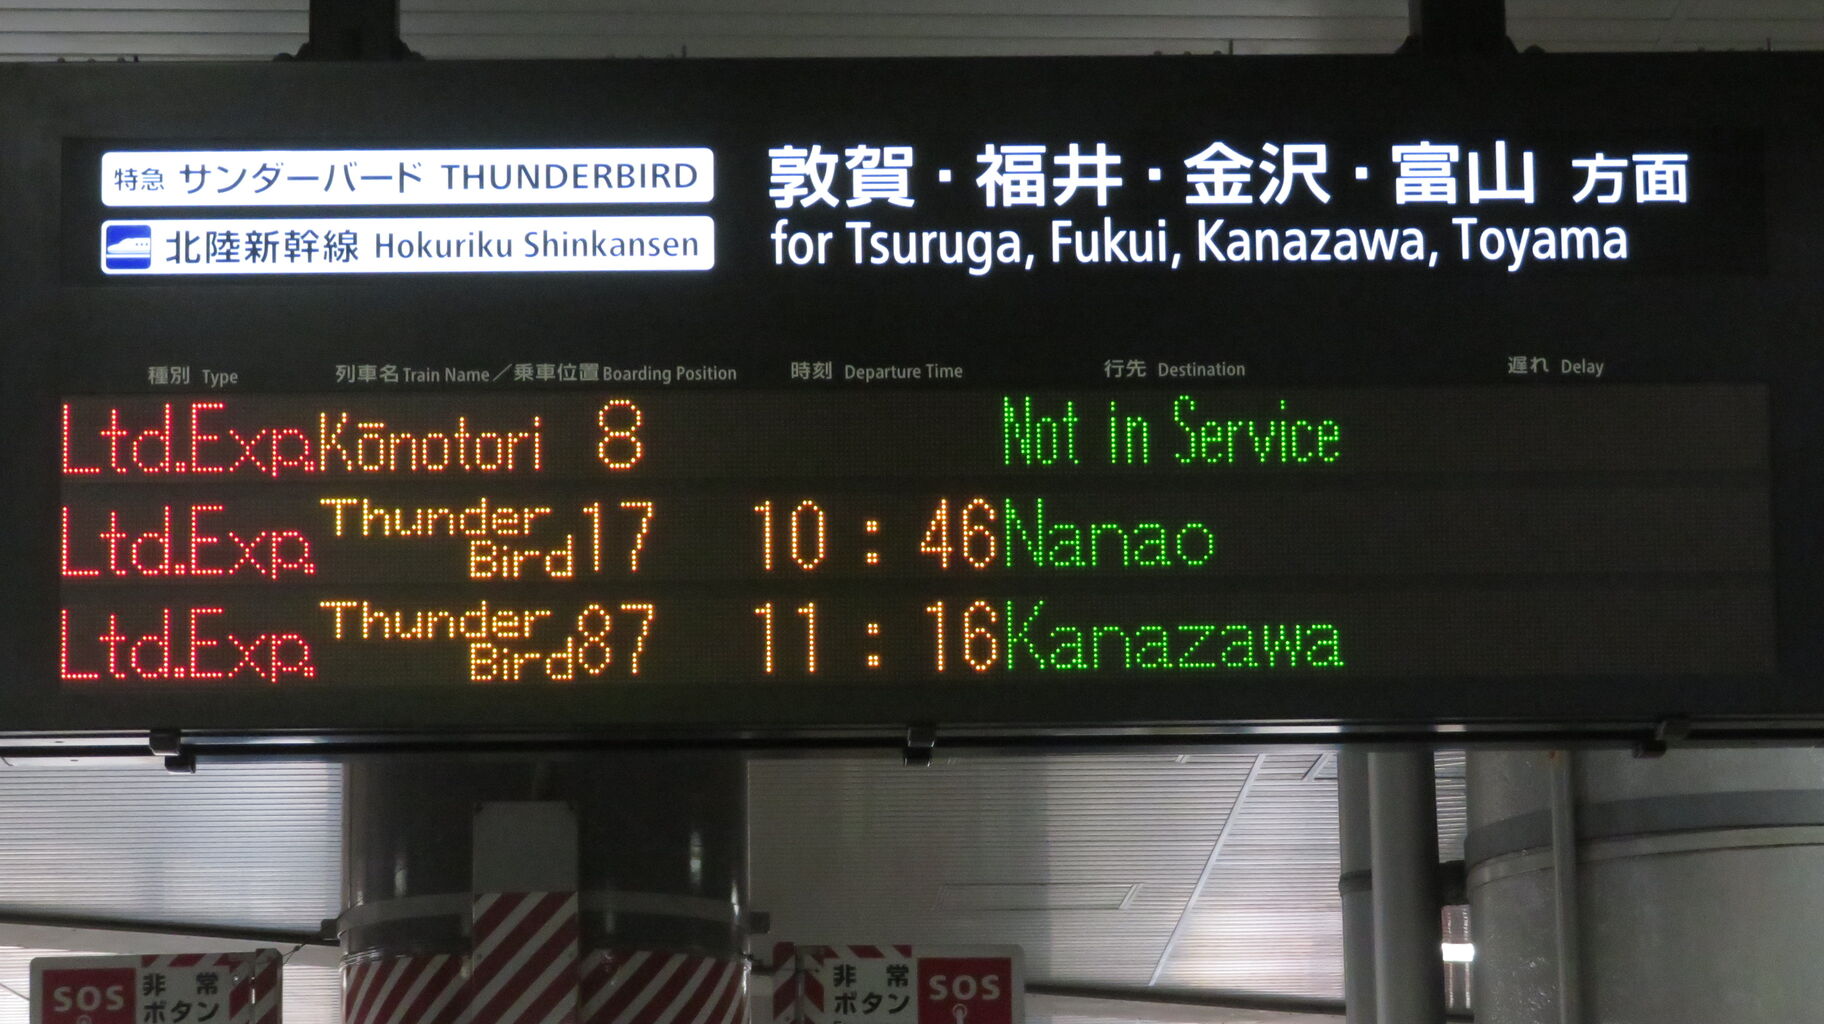 特急 サンダーバード THUNDERBIRD
北陸新幹線 Hokuriku Shinkansen
敦賀・福井・金沢・富山 方面
for Tsuruga, Fukui, Kanazawa, Toyama
種別 Type 列車名 Train Name／乗車位置 Boarding Position 時刻 Departure Time 行先 Destination 遅れ Delay
Ltd.Exp. Kōnotori 8 Not in Service
Ltd.Exp. Thunder Bird 17 10:46 Nanao
Ltd.Exp. Thunder Bird 87 11:16 Kanazawa
SOS 非常
ボタン
非常 SOS
ボタン